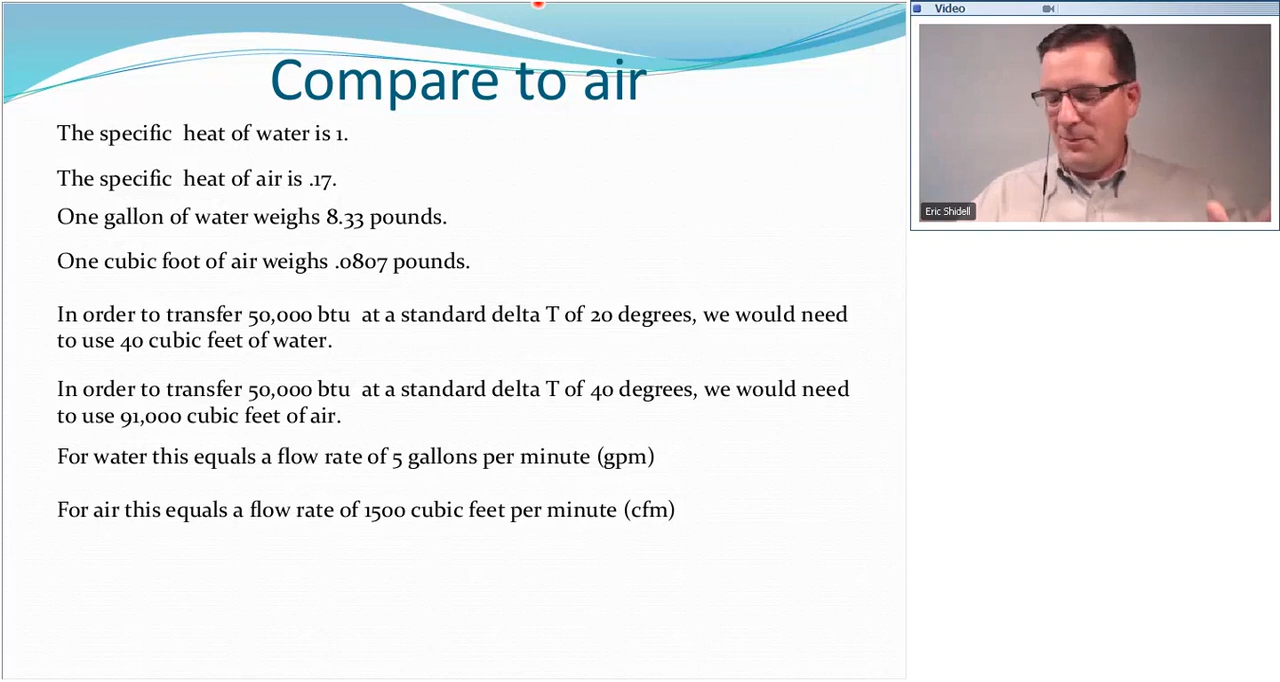 Compare to air
The specific heat of water is 1.
The specific heat of air is .17.
One gallon of water weighs 8.33 pounds.
One cubic foot of air weighs .0807 pounds.
In order to transfer 50,000 btu at a standard delta T of 20 degrees, we would need
to use 40 cubic feet of water.
In order to transfer 50,000 btu at a standard delta T of 40 degrees, we would need
to use 91,000 cubic feet of air.
For water this equals a flow rate of 5 gallons per minute (gpm)
For air this equals a flow rate of 1500 cubic feet per minute (cfm)
Video
Eric Shidell